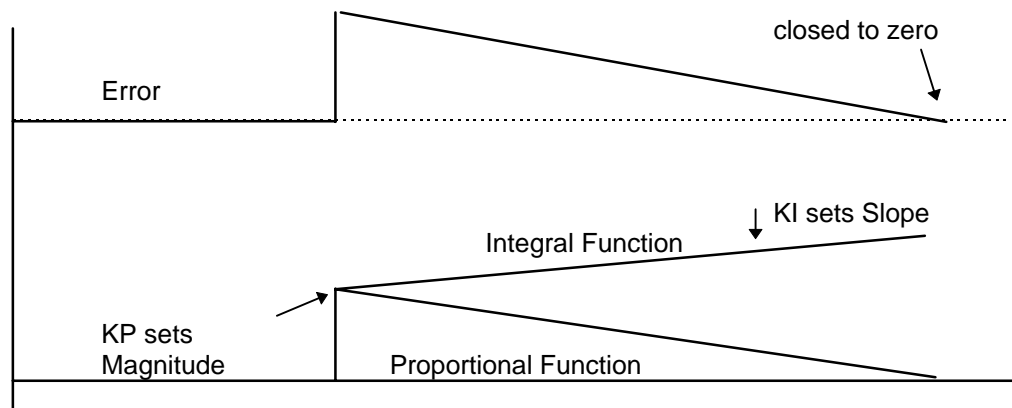 closed to zero
Error
KI sets Slope
Integral Function
KP sets
Magnitude
Proportional Function